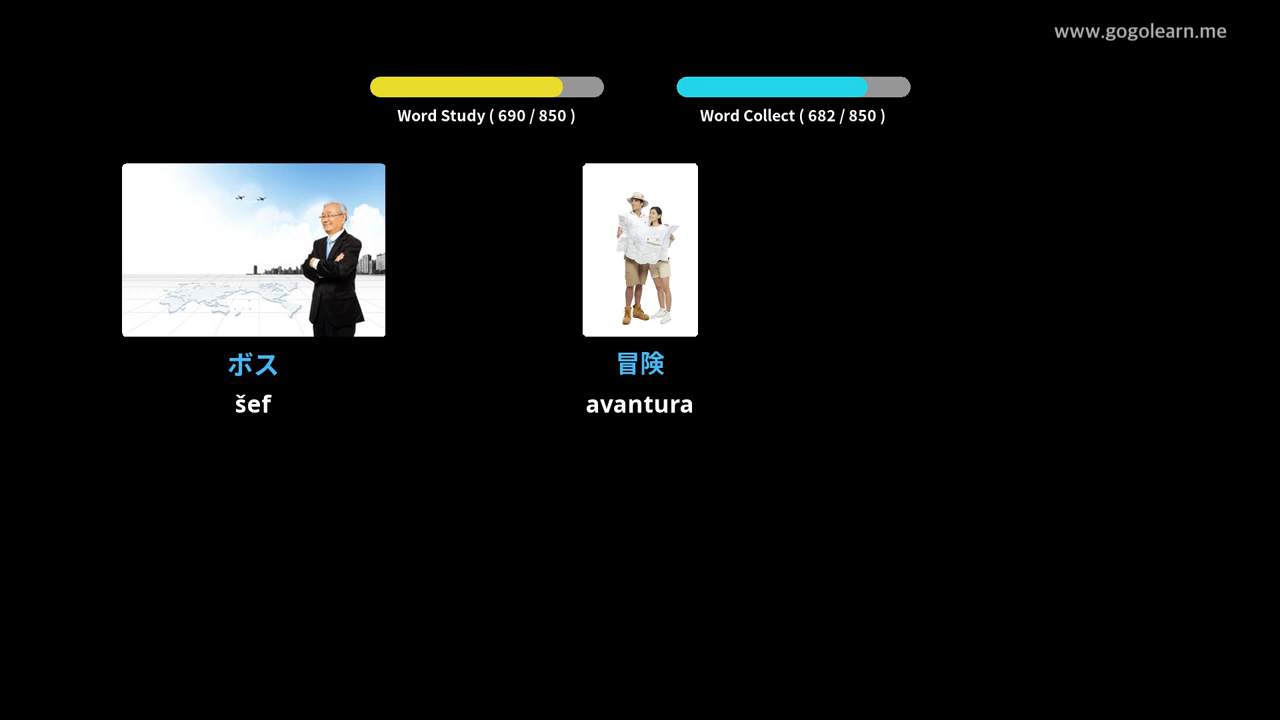 www.gogolearn.me
Word Study ( 690 / 850 )
Word Collect ( 682 / 850 )
ボス
šef
冒険
avantura